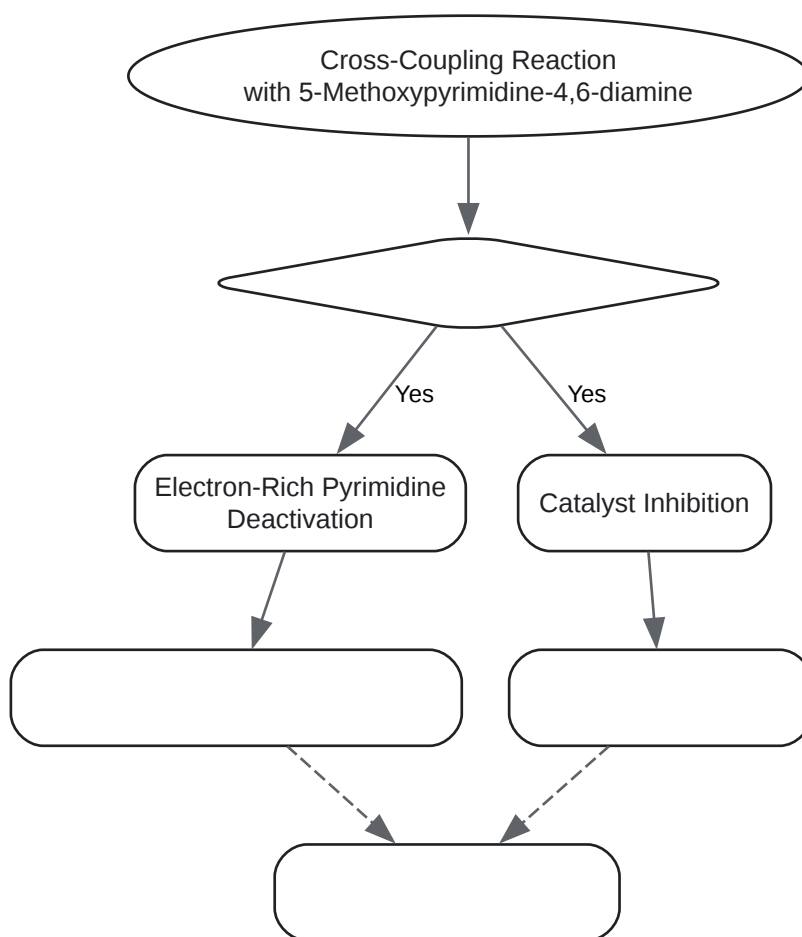 Cross-Coupling Reaction
with 5-Methoxypyrimidine-4,6-diamine
Yes
Yes
Electron-Rich Pyrimidine
Deactivation
Catalyst Inhibition